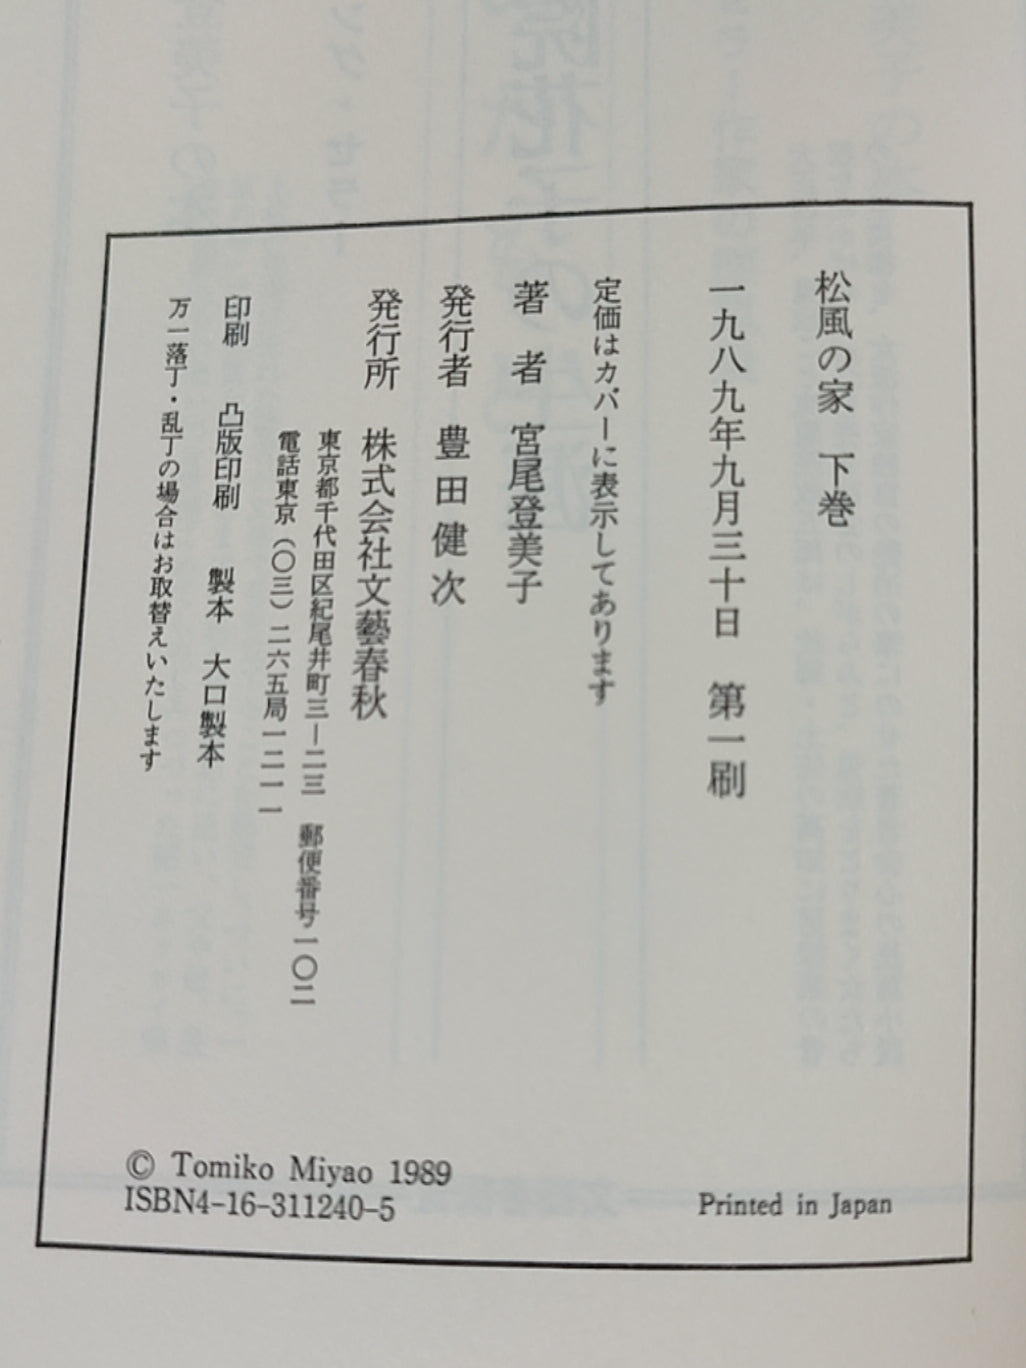 松風の家　下巻
一九八九年九月三十日　第一刷
定価はカバーに表示してあります
著　者　宮尾登美子
発行者　豊田健次
発行所　株式会社文藝春秋
東京都千代田区紀尾井町三―二三　郵便番号一〇二
電話東京（〇三）二六五局一二一一
印刷　凸版印刷　製本　大口製本
万一落丁・乱丁の場合はお取替えいたします
© Tomiko Miyao 1989
ISBN4-16-311240-5
Printed in Japan